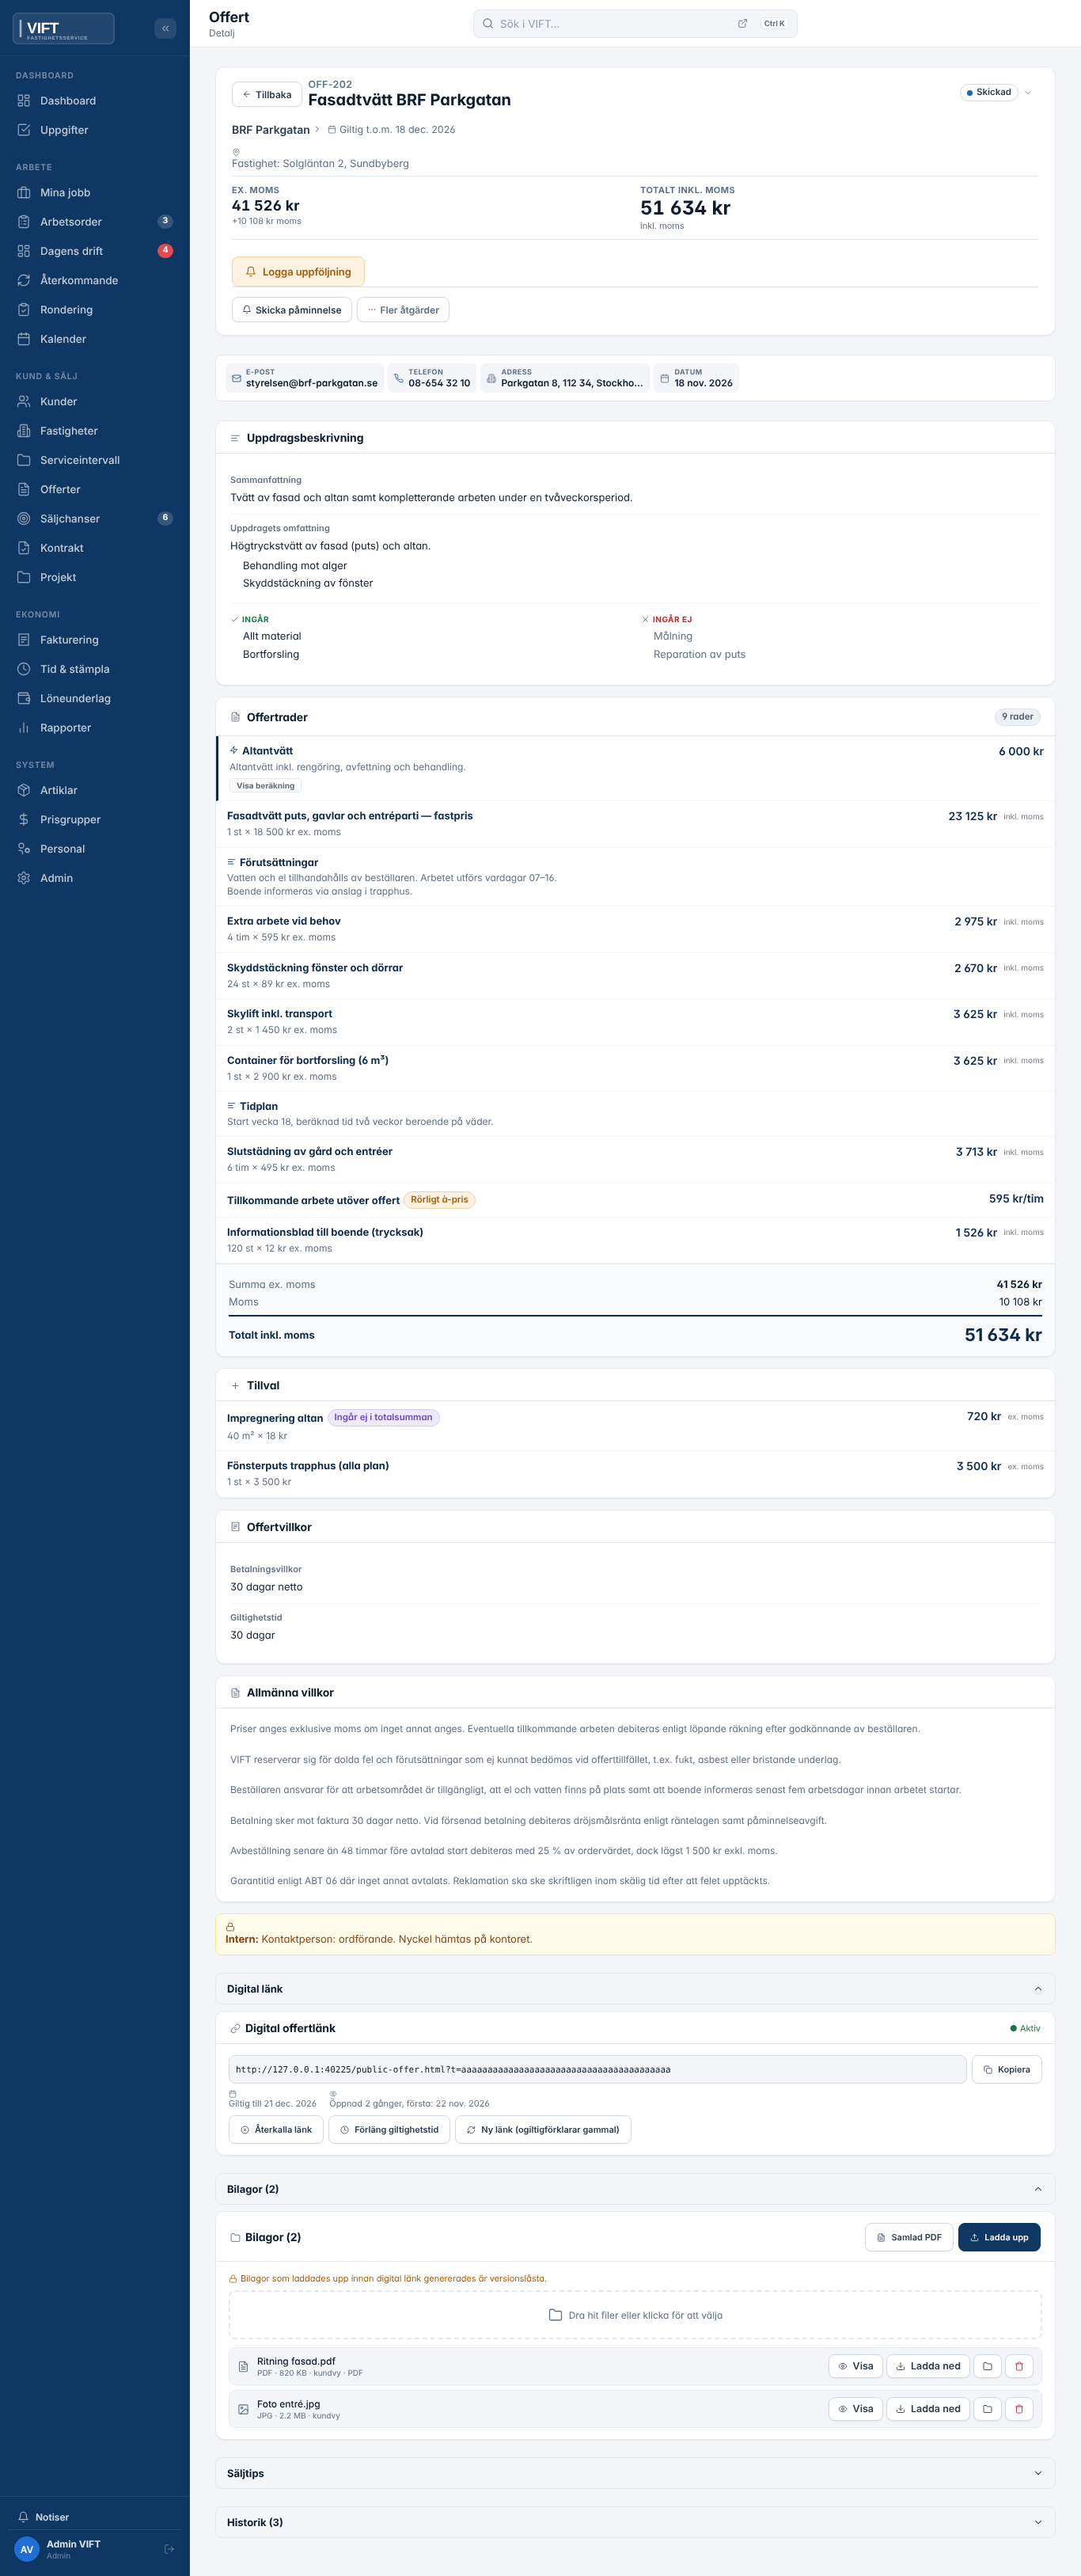 VIFT
FASTIGHETSSERVICE
DASHBOARD
Dashboard
Uppgifter
ARBETE
Mina jobb
Arbetsorder 3
Dagens drift 4
Återkommande
Rondering
Kalender
KUND & SÄLJ
Kunder
Fastigheter
Serviceintervall
Offerter
Säljchanser 6
Kontrakt
Projekt
EKONOMI
Fakturering
Tid & stämpla
Löneunderlag
Rapporter
SYSTEM
Artiklar
Prisgrupper
Personal
Admin
Notiser
AV
Admin VIFT
Admin
Offert
Detalj
Sök i VIFT... Ctrl K
Tillbaka
OFF-202
Fasadtvätt BRF Parkgatan
Skickad
BRF Parkgatan
Giltig t.o.m. 18 dec. 2026
Fastighet: Solgläntan 2, Sundbyberg
EX. MOMS
41 526 kr
+10 108 kr moms
TOTALT INKL. MOMS
51 634 kr
inkl. moms
Logga uppföljning
Skicka påminnelse
Fler åtgärder
E-POST
styrelsen@brf-parkgatan.se
TELEFON
08-654 32 10
ADRESS
Parkgatan 8, 112 34, Stockho...
DATUM
18 nov. 2026
Uppdragsbeskrivning
Sammanfattning
Tvätt av fasad och altan samt kompletterande arbeten under en tvåveckorsperiod.
Uppdragets omfattning
Högtryckstvätt av fasad (puts) och altan.
Behandling mot alger
Skyddstäckning av fönster
INGÅR
Allt material
Bortforsling
INGÅR EJ
Målning
Reparation av puts
Offertrader
9 rader
Altantvätt 6 000 kr
Altantvätt inkl. rengöring, avfettning och behandling.
Visa beräkning
Fasadtvätt puts, gavlar och entréparti — fastpris 23 125 kr inkl. moms
1 st × 18 500 kr ex. moms
Förutsättningar
Vatten och el tillhandahålls av beställaren. Arbetet utförs vardagar 07–16.
Boende informeras via anslag i trapphus.
Extra arbete vid behov 2 975 kr inkl. moms
4 tim × 595 kr ex. moms
Skyddstäckning fönster och dörrar 2 670 kr inkl. moms
24 st × 89 kr ex. moms
Skylift inkl. transport 3 625 kr inkl. moms
2 st × 1 450 kr ex. moms
Container för bortforsling (6 m³) 3 625 kr inkl. moms
1 st × 2 900 kr ex. moms
Tidplan
Start vecka 18, beräknad tid två veckor beroende på väder.
Slutstädning av gård och entréer 3 713 kr inkl. moms
6 tim × 495 kr ex. moms
Tillkommande arbete utöver offert Rörligt à-pris 595 kr/tim
Informationsblad till boende (trycksak) 1 526 kr inkl. moms
120 st × 12 kr ex. moms
Summa ex. moms 41 526 kr
Moms 10 108 kr
Totalt inkl. moms 51 634 kr
Tillval
Impregnering altan Ingår ej i totalsumman 720 kr ex. moms
40 m² × 18 kr
Fönsterputs trapphus (alla plan) 3 500 kr ex. moms
1 st × 3 500 kr
Offertvillkor
Betalningsvillkor
30 dagar netto
Giltighetstid
30 dagar
Allmänna villkor
Priser anges exklusive moms om inget annat anges. Eventuella tillkommande arbeten debiteras enligt löpande räkning efter godkännande av beställaren.
VIFT reserverar sig för dolda fel och förutsättningar som ej kunnat bedömas vid offerttillfället, t.ex. fukt, asbest eller bristande underlag.
Beställaren ansvarar för att arbetsområdet är tillgängligt, att el och vatten finns på plats samt att boende informeras senast fem arbetsdagar innan arbetet startar.
Betalning sker mot faktura 30 dagar netto. Vid försenad betalning debiteras dröjsmålsränta enligt räntelagen samt påminnelseavgift.
Avbeställning senare än 48 timmar före avtalad start debiteras med 25 % av ordervärdet, dock lägst 1 500 kr exkl. moms.
Garantitid enligt ABT 06 där inget annat avtalats. Reklamation ska ske skriftligen inom skälig tid efter att felet upptäckts.
Intern: Kontaktperson: ordförande. Nyckel hämtas på kontoret.
Digital länk
Digital offertlänk
Aktiv
http://127.0.0.1:40225/public-offer.html?t=aaaaaaaaaaaaaaaaaaaaaaaaaaaaaaaaaaaaaaaa
Kopiera
Giltig till 21 dec. 2026
Öppnad 2 gånger, första: 22 nov. 2026
Återkalla länk
Förläng giltighetstid
Ny länk (ogiltigförklarar gammal)
Bilagor (2)
Bilagor (2)
Samlad PDF
Ladda upp
Bilagor som laddades upp innan digital länk genererades är versionslåsta.
Dra hit filer eller klicka för att välja
Ritning fasad.pdf
PDF · 820 KB · kundvy · PDF
Visa
Ladda ned
Foto entré.jpg
JPG · 2.2 MB · kundvy
Visa
Ladda ned
Säljtips
Historik (3)